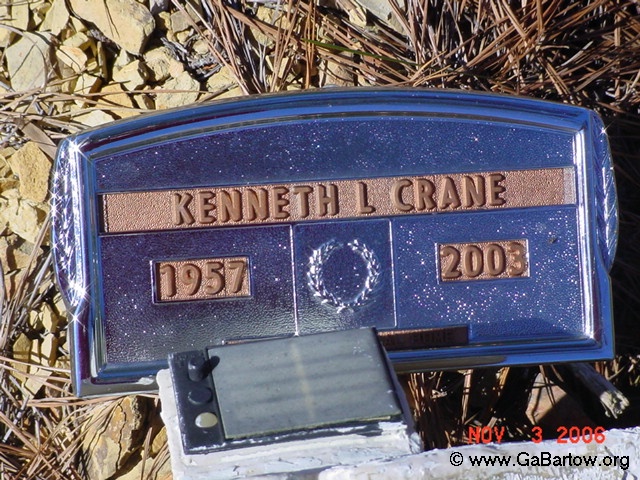 KENNETH L CRANE
1957
2003
NOV 3 2006
© www.GaBartow.org